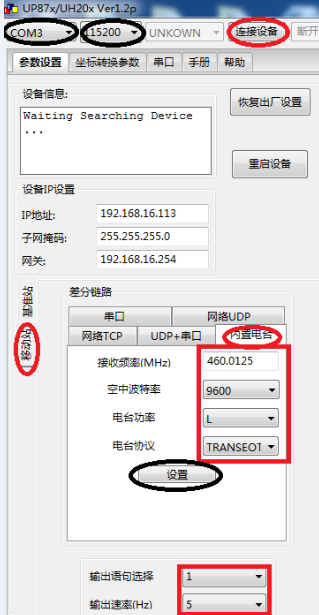 UP87x/UH20x Ver1.2p
COM3 115200 UNKOWN 连接设备 断开
参数设置 坐标转换参数 串口 手册 帮助
设备信息:
Waiting Searching Device
...
恢复出厂设置
重启设备
设备IP设置
IP地址: 192.168.16.113
子网掩码: 255.255.255.0
网关: 192.168.16.254
基准站
移动站
差分链路
串口 网络UDP
网络TCP UDP+串口 内置电台
接收频率(MHz) 460.0125
空中波特率 9600
电台功率 L
电台协议 TRANSEOT
设置
输出语句选择 1
输出速率(Hz) 5